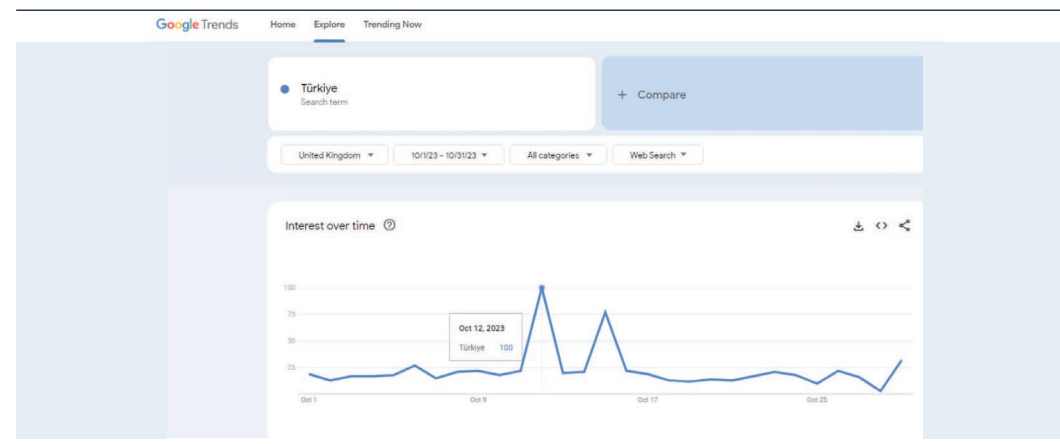 Google Trends Home Explore Trending Now
Türkiye
Search term
+ Compare
United Kingdom 10/1/23 - 10/31/23 All categories Web Search
Interest over time
100
75
50
25
Oct 12, 2023
Türkiye 100
Oct 1 Oct 9 Oct 17 Oct 25